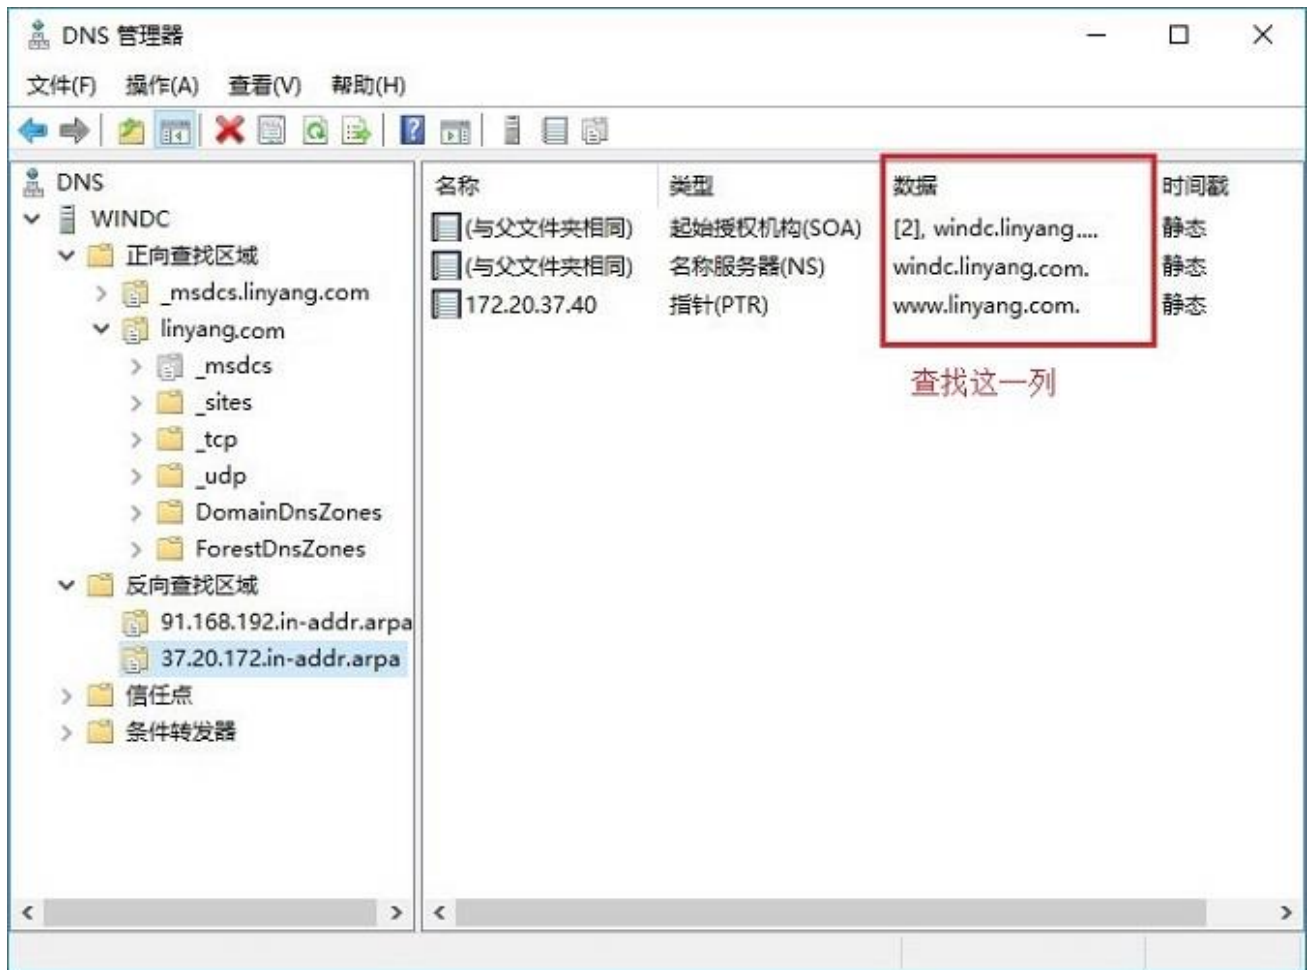 DNS 管理器
文件(F) 操作(A) 查看(V) 帮助(H)
DNS
WINDC
正向查找区域
_msdcs.linyang.com
linyang.com
_msdcs
_sites
_tcp
_udp
DomainDnsZones
ForestDnsZones
反向查找区域
91.168.192.in-addr.arpa
37.20.172.in-addr.arpa
信任点
条件转发器
名称 类型 数据 时间戳
(与父文件夹相同) 起始授权机构(SOA) [2], windc.linyang.... 静态
(与父文件夹相同) 名称服务器(NS) windc.linyang.com. 静态
172.20.37.40 指针(PTR) www.linyang.com. 静态
查找这一列